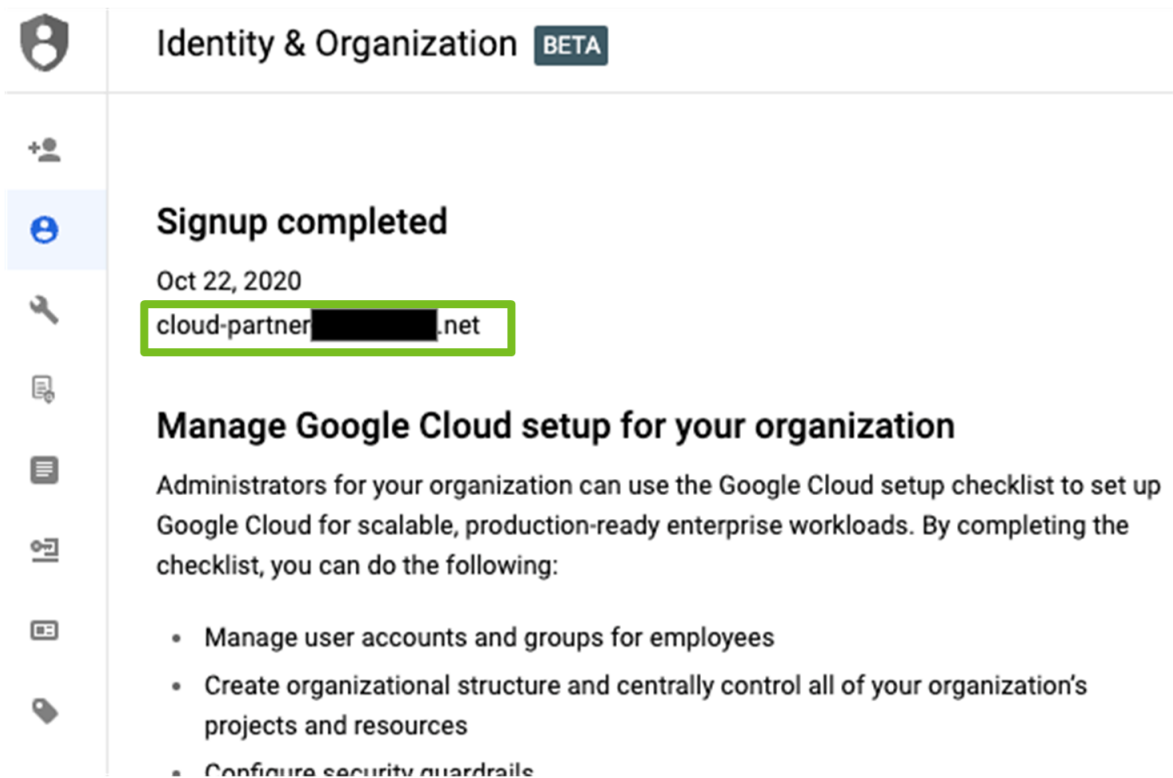 Identity & Organization BETA
Signup completed
Oct 22, 2020
cloud-partner .net
Manage Google Cloud setup for your organization
Administrators for your organization can use the Google Cloud setup checklist to set up
Google Cloud for scalable, production-ready enterprise workloads. By completing the
checklist, you can do the following:
• Manage user accounts and groups for employees
• Create organizational structure and centrally control all of your organization's
projects and resources
• Configure security guardrails